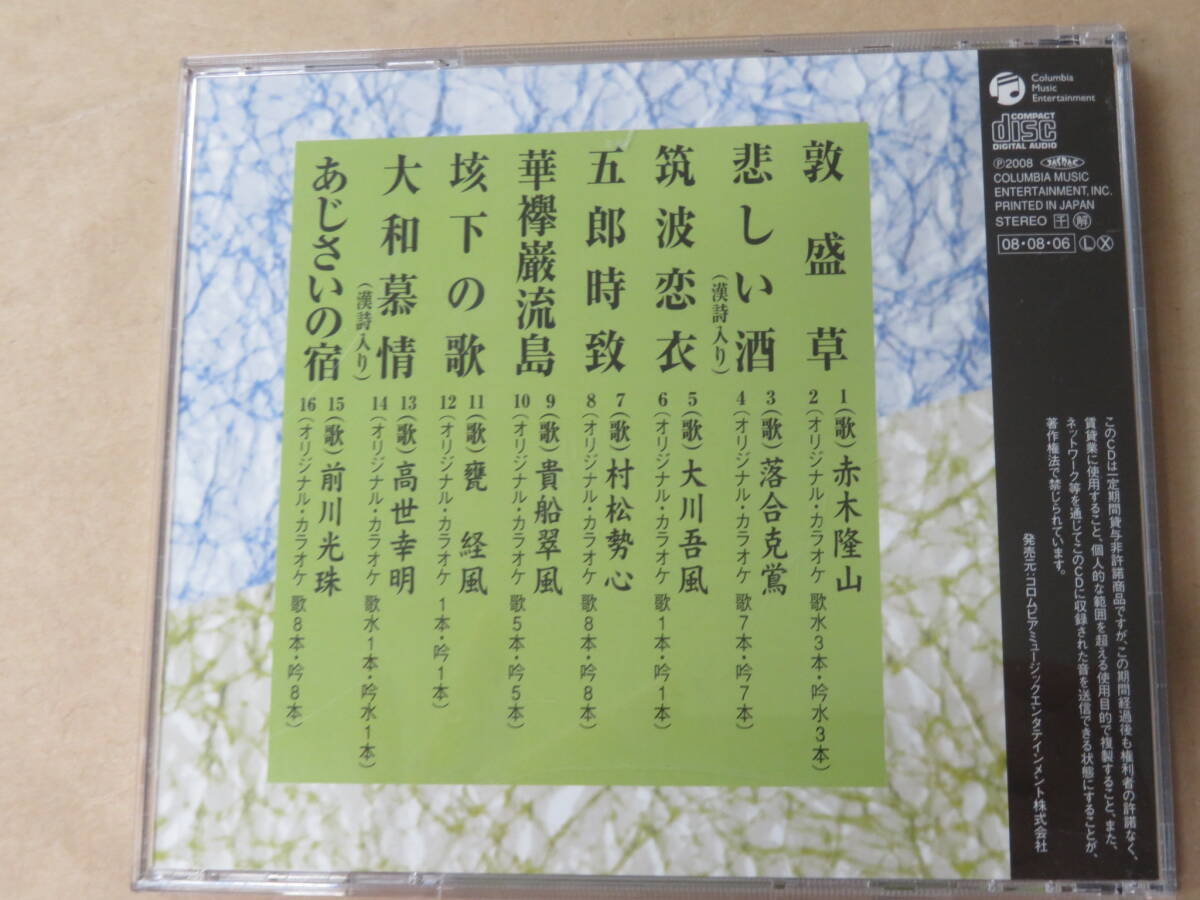 敦盛草
1（歌）赤木隆山
2（オリジナル・カラオケ 歌水3本・吟水3本）
悲しい酒
（漢詩入り）
3（歌）落合克鴬
4（オリジナル・カラオケ 歌7本・吟7本）
筑波恋衣
5（歌）大川吾風
6（オリジナル・カラオケ 歌1本・吟1本）
五郎時致
7（歌）村松勢心
8（オリジナル・カラオケ 歌8本・吟8本）
華襷巌流島
9（歌）貴船翠風
10（オリジナル・カラオケ 歌5本・吟5本）
垓下の歌
11（歌）甕 経風
12（オリジナル・カラオケ 1本・吟1本）
大和慕情
（漢詩入り）
13（歌）高世幸明
14（オリジナル・カラオケ 歌水1本・吟水1本）
あじさいの宿
15（歌）前川光珠
16（オリジナル・カラオケ 歌8本・吟8本）
Columbia
Music
Entertainment
COMPACT
disc
DIGITAL AUDIO
Ⓟ2008 JASRAC
COLUMBIA MUSIC
ENTERTAINMENT, INC.
PRINTED IN JAPAN
STEREO 干 解
08・08・06 Ⓛ Ⓧ
このCDは一定期間貸与非許諾商品ですが、この期間経過後も権利者の許諾なく、
賃貸業に使用すること、個人的な範囲を超える使用目的で複製すること、また、
ネットワーク等を通じてこのCDに収録された音を送信できる状態にすることが、
著作権法で禁じられています。
発売元・コロムビアミュージックエンタテインメント株式会社